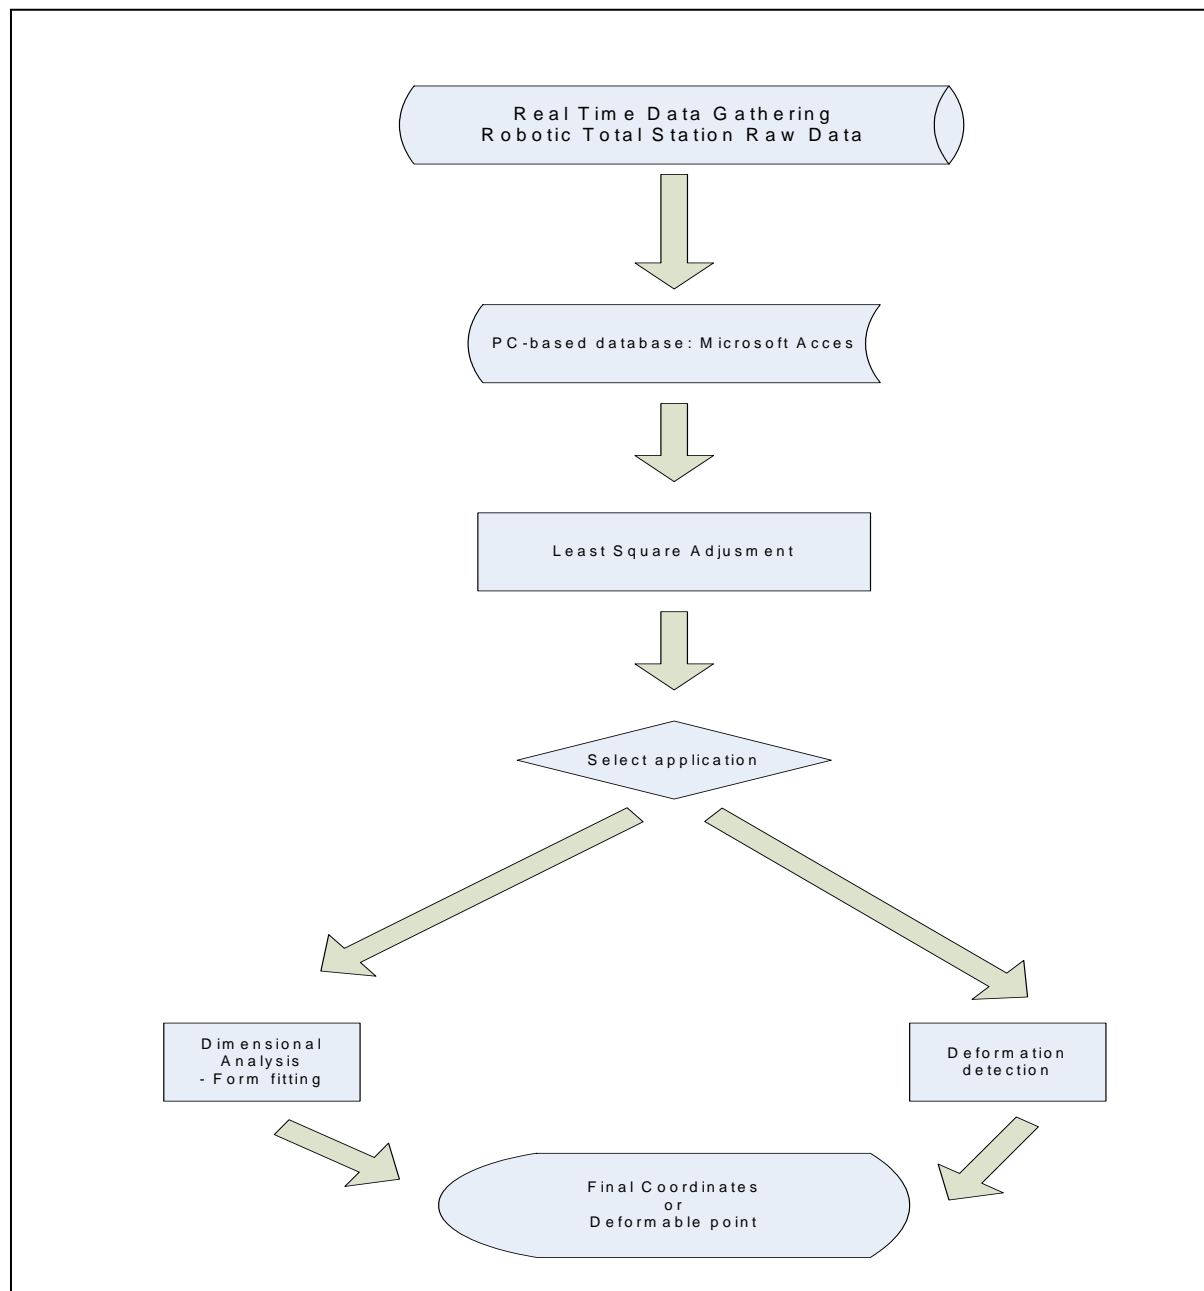 Real Time Data Gathering
Robotic Total Station Raw Data
PC-based database: Microsoft Acces
Least Square Adjusment
Select application
Dimensional
Analysis
- Form fitting
Deformation
detection
Final Coordinates
or
Deformable point